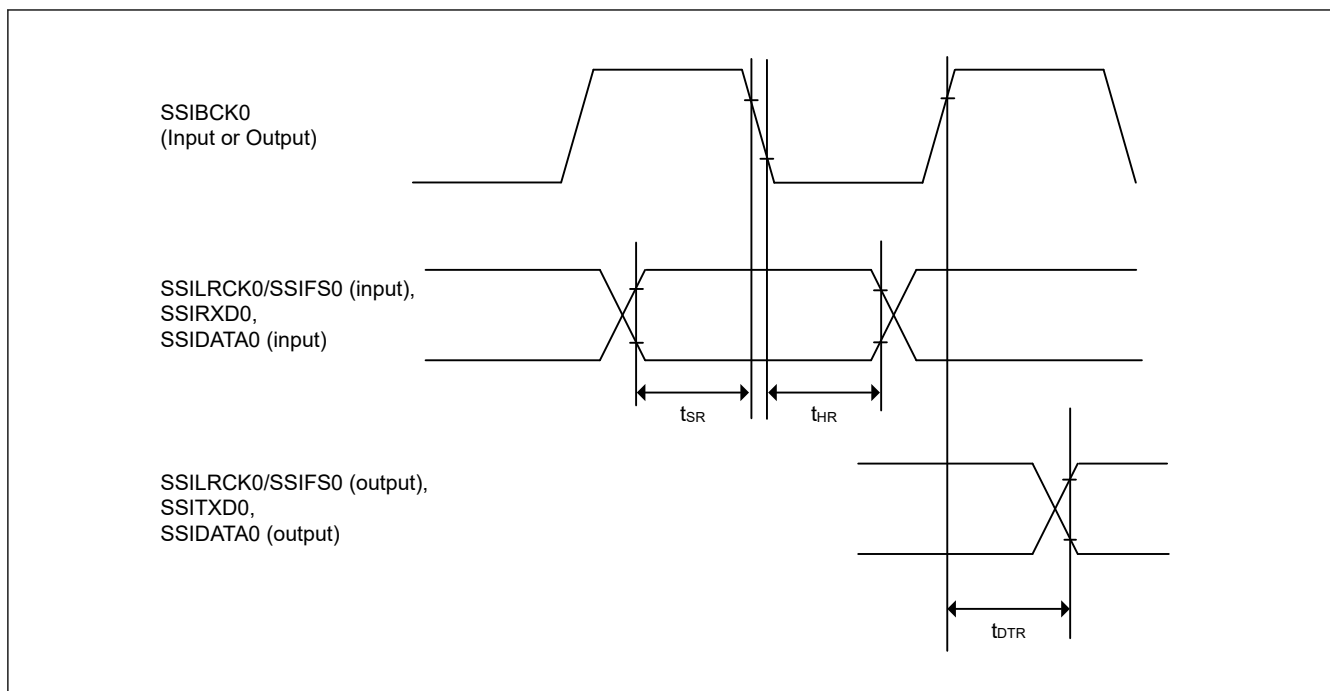 SSIBCK0
(Input or Output)
SSILRCK0/SSIFS0 (input),
SSIRXD0,
SSIDATA0 (input)
tSR
tHR
SSILRCK0/SSIFS0 (output),
SSITXD0,
SSIDATA0 (output)
tDTR